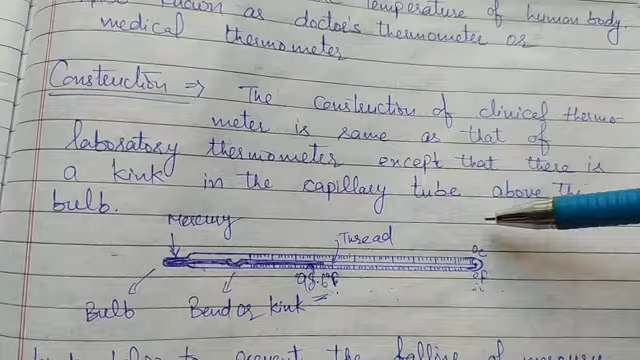 known as doctor's thermometer or
Temperature of human body.
medical thermometer
Construction ⇒ The construction of clinical thermo-
meter is same as that of
laboratory thermometer except that there is
a kink in the capillary tube above the
bulb.
Mercury
Thread
°C
98.6°F
°F
Bulb
Bend or kink
to prevent the falling of